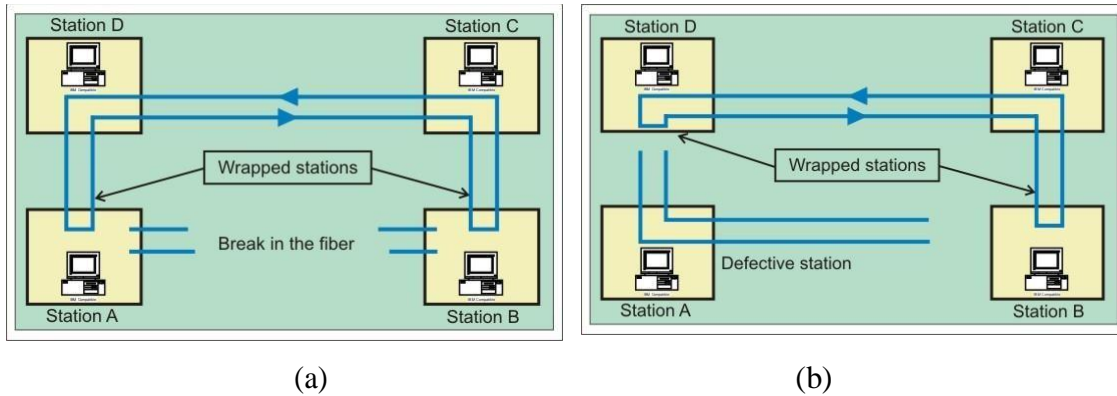 Station D
Station C
Wrapped stations
Break in the fiber
Station A
Station B
Station D
Station C
Wrapped stations
Defective station
Station A
Station B
(a)
(b)